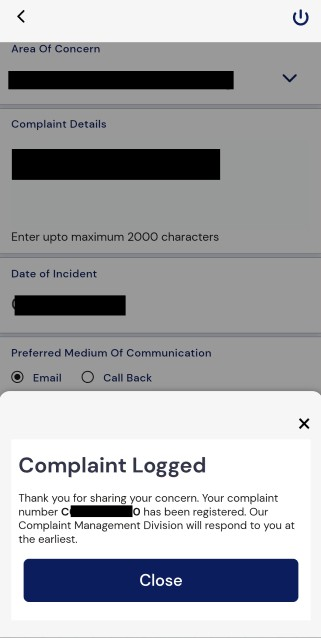 Area Of Concern
Complaint Details
Enter upto maximum 2000 characters
Date of Incident
Preferred Medium Of Communication
Email Call Back
Complaint Logged
Thank you for sharing your concern. Your complaint
number C 0 has been registered. Our
Complaint Management Division will respond to you at
the earliest.
Close